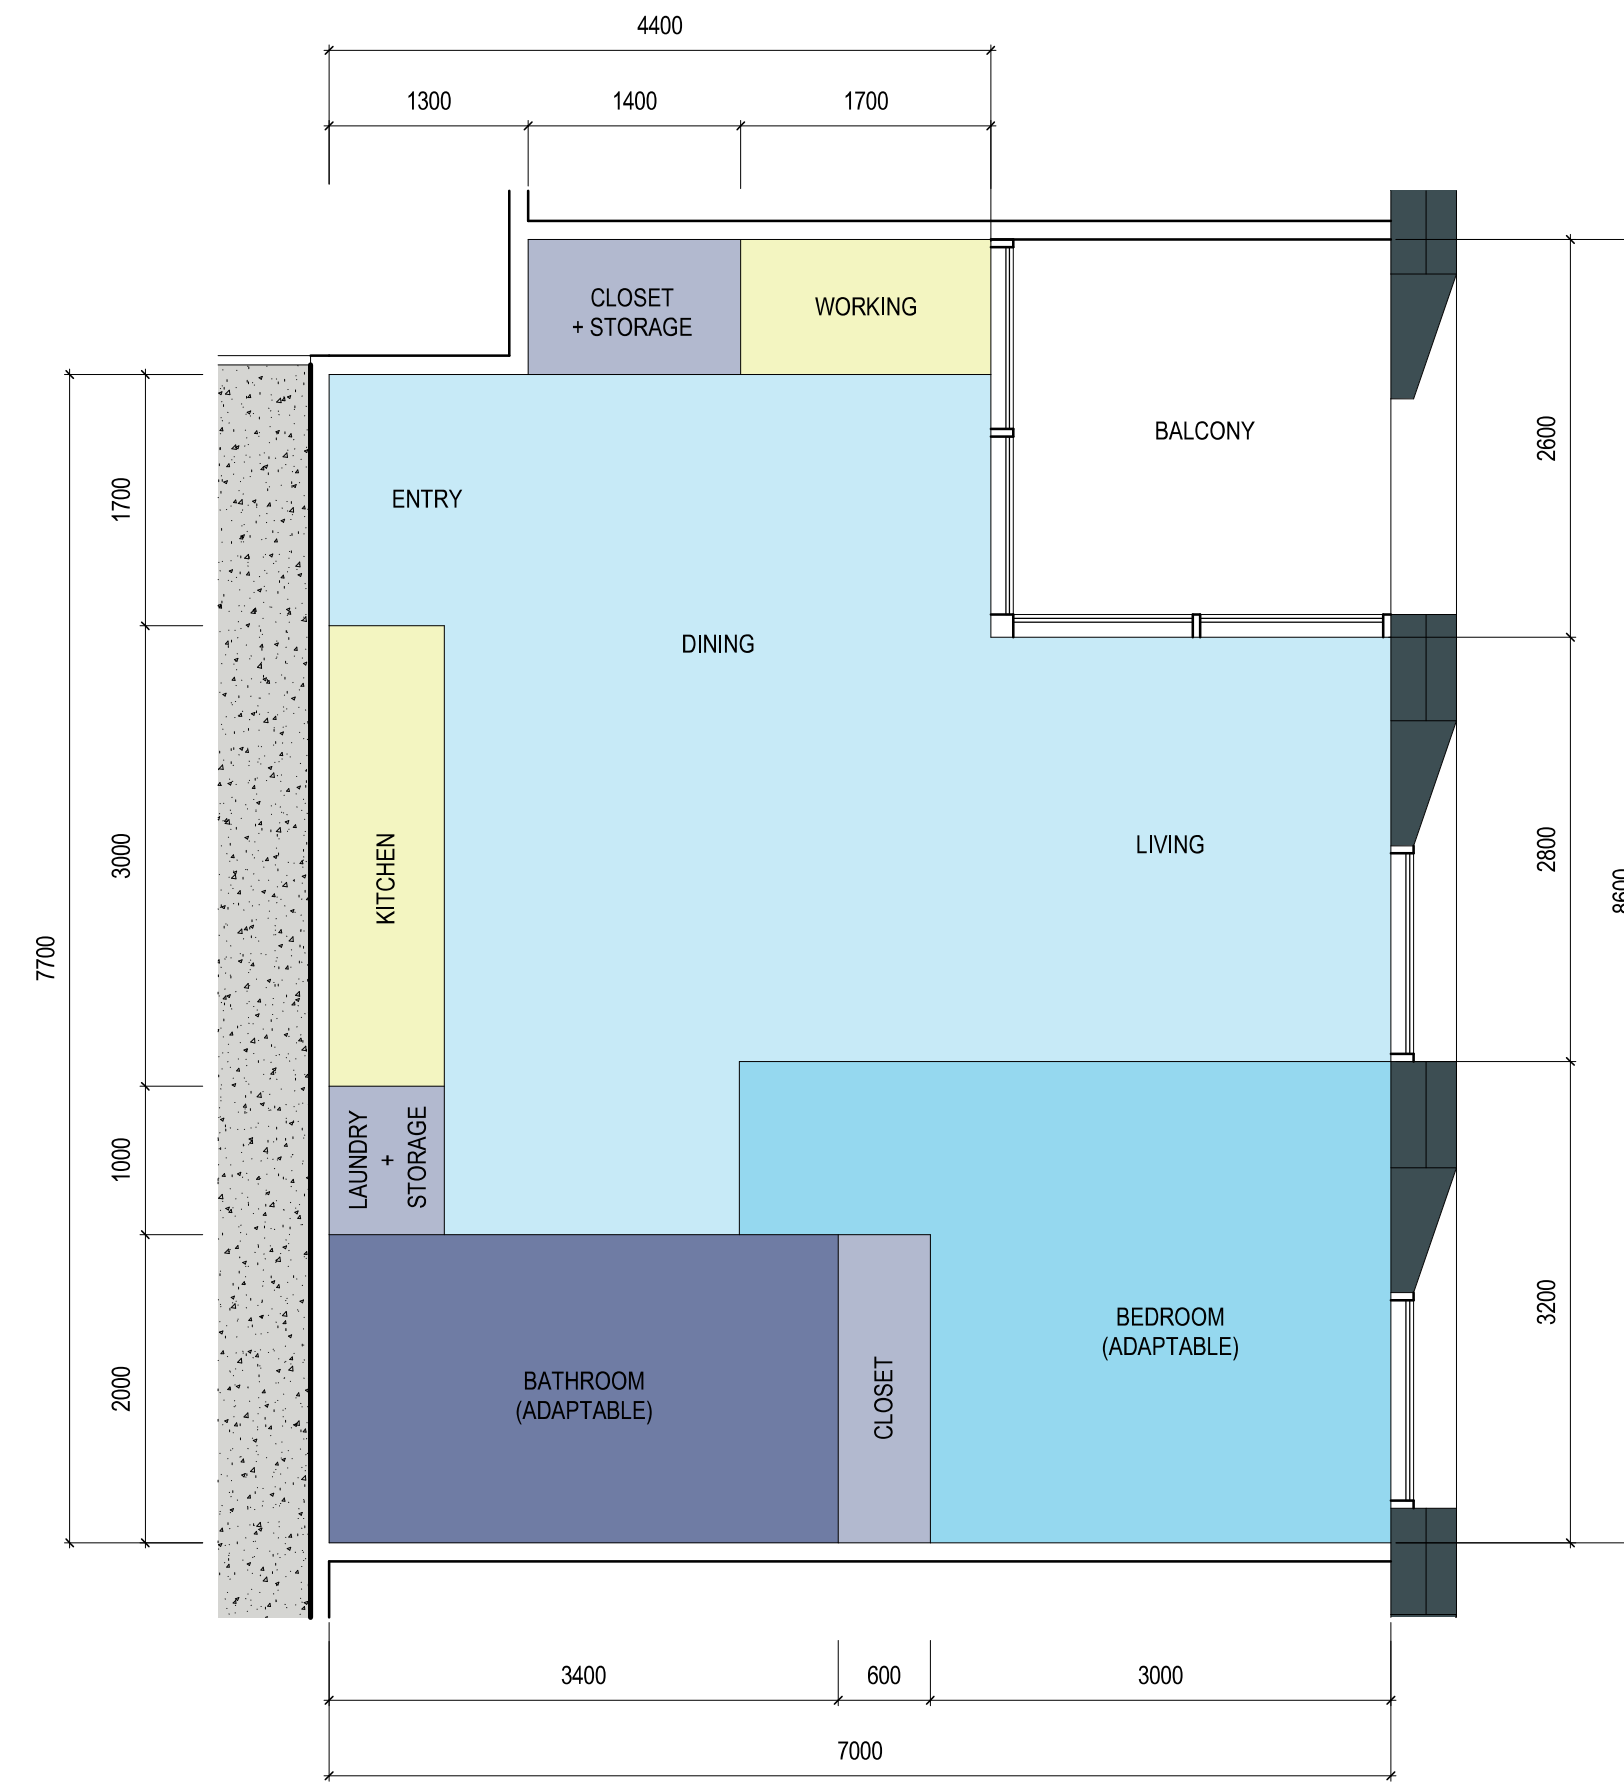 4400
1300
1400
1700
CLOSET
+ STORAGE
WORKING
BALCONY
2600
1700
ENTRY
DINING
LIVING
2800
8600
3000
KITCHEN
7700
LAUNDRY
+
STORAGE
1000
3200
BEDROOM
(ADAPTABLE)
BATHROOM
(ADAPTABLE)
CLOSET
2000
3400
600
3000
7000